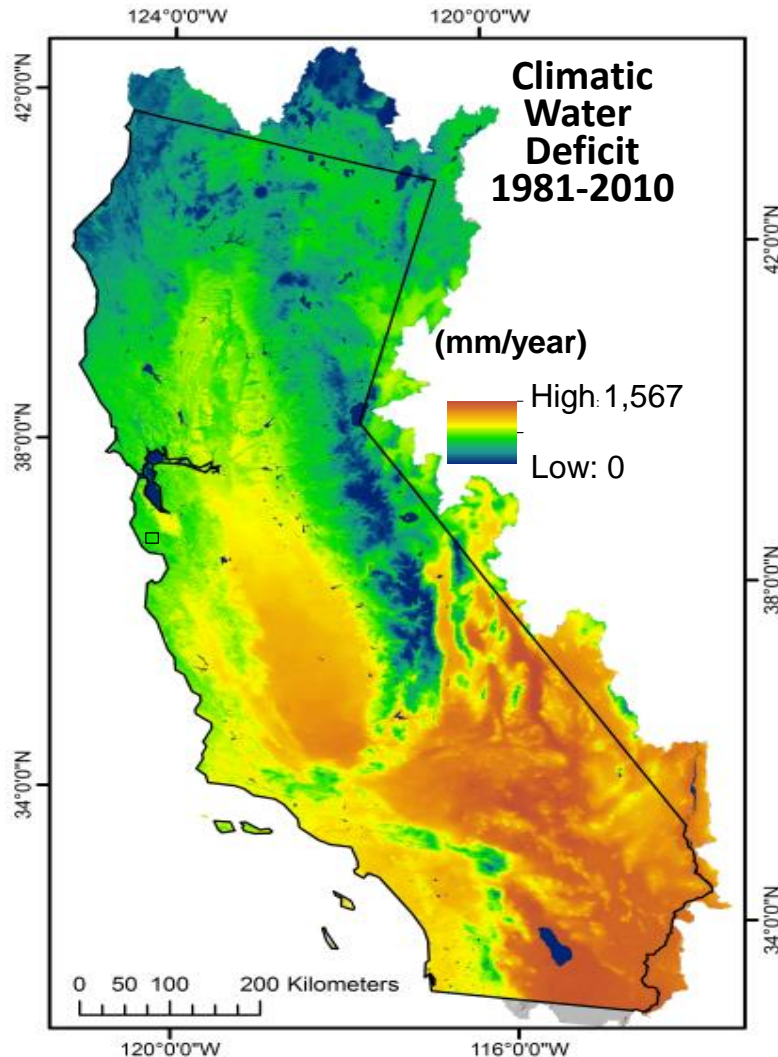 124°0'0"W
120°0'0"W
42°0'0"N
Climatic
Water
Deficit
1981-2010
42°0'0"N
(mm/year)
High: 1,567
Low: 0
38°0'0"N
38°0'0"N
34°0'0"N
34°0'0"N
0 50 100 200 Kilometers
120°0'0"W
116°0'0"W